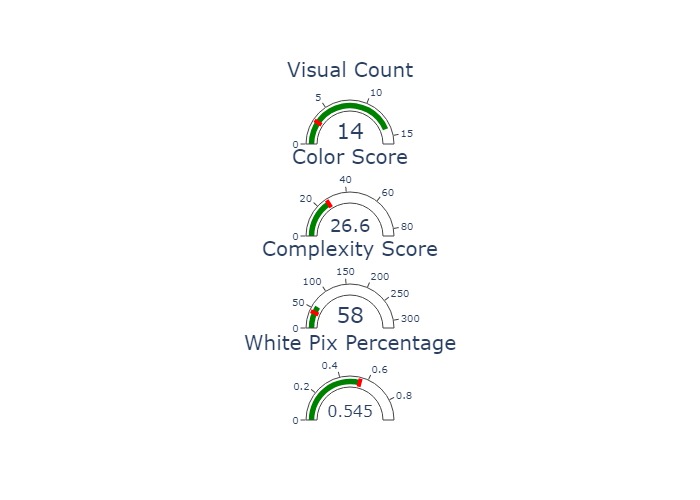 Visual Count
5 10
0 15
14
Color Score
20 40 60
0 80
26.6
Complexity Score
50 100 150 200 250
0 300
58
White Pix Percentage
0.2 0.4 0.6 0.8
0
0.545